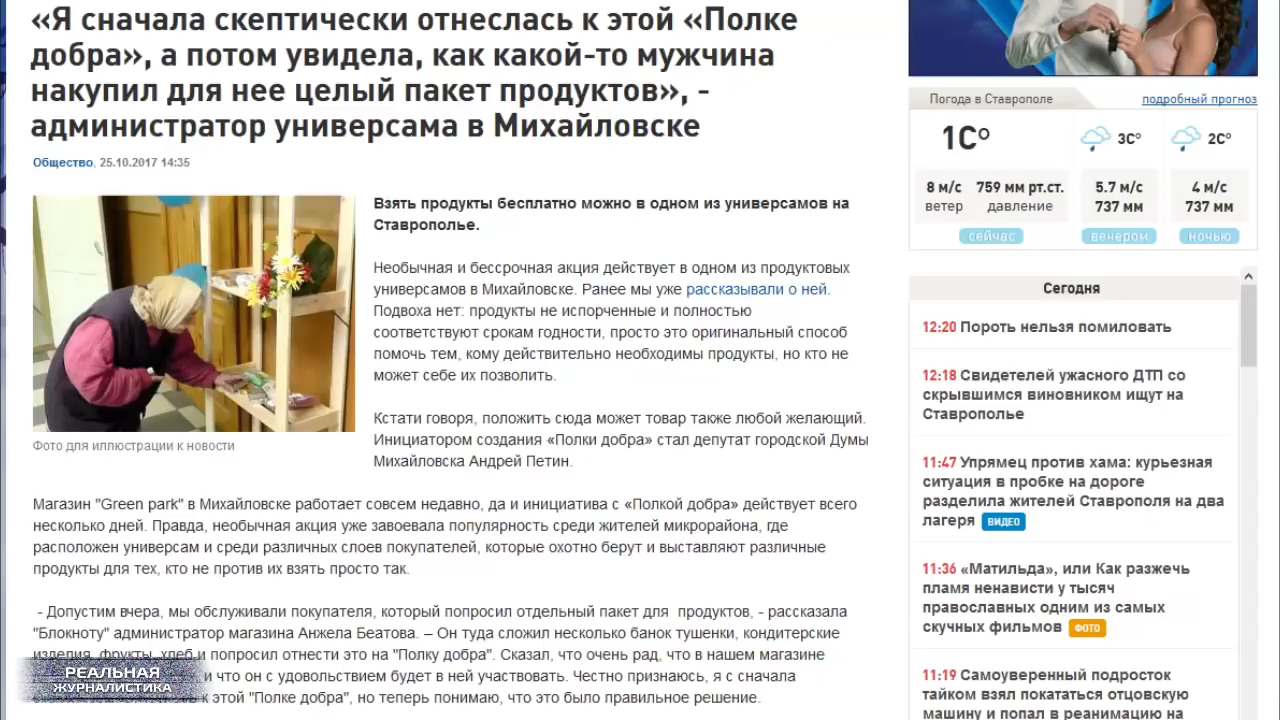 «Я сначала скептически отнеслась к этой «Полке
добра», а потом увидела, как какой-то мужчина
накупил для нее целый пакет продуктов», -
администратор универсама в Михайловске
Общество, 25.10.2017 14:35
Взять продукты бесплатно можно в одном из универсамов на
Ставрополье.
Необычная и бессрочная акция действует в одном из продуктовых
универсамов в Михайловске. Ранее мы уже рассказывали о ней.
Подвоха нет: продукты не испорченные и полностью
соответствуют срокам годности, просто это оригинальный способ
помочь тем, кому действительно необходимы продукты, но кто не
может себе их позволить.
Фото для иллюстрации к новости
Кстати говоря, положить сюда может товар также любой желающий.
Инициатором создания «Полки добра» стал депутат городской Думы
Михайловска Андрей Петин.
Магазин "Green park" в Михайловске работает совсем недавно, да и инициатива с «Полкой добра» действует всего
несколько дней. Правда, необычная акция уже завоевала популярность среди жителей микрорайона, где
расположен универсам и среди различных слоев покупателей, которые охотно берут и выставляют различные
продукты для тех, кто не против их взять просто так.
- Допустим вчера, мы обслуживали покупателя, который попросил отдельный пакет для продуктов, - рассказала
"Блокноту" администратор магазина Анжела Бекетова. – Он туда сложил несколько банок тушенки, кондитерские
изделия, фрукты, хлеб и попросил отнести это на "Полку добра". Сказал, что очень рад, что в нашем магазине
и что он с удовольствием будет в ней участвовать. Честно признаюсь, я с сначала
к этой "Полке добра", но теперь понимаю, что это было правильное решение.
РЕАЛЬНАЯ
ЖУРНАЛИСТИКА
Погода в Ставрополе подробный прогноз
1C° 3C° 2C°
8 м/с 759 мм рт.ст. 5.7 м/с 4 м/с
ветер давление 737 мм 737 мм
сейчас вечером ночью
Сегодня
12:20 Пороть нельзя помиловать
12:18 Свидетелей ужасного ДТП со
скрывшимся виновником ищут на
Ставрополье
11:47 Упрямец против хама: курьезная
ситуация в пробке на дороге
разделила жителей Ставрополя на два
лагеря ВИДЕО
11:36 «Матильда», или Как разжечь
пламя ненависти у тысяч
православных одним из самых
скучных фильмов ФОТО
11:19 Самоуверенный подросток
тайком взял покататься отцовскую
машину и попал в реанимацию на